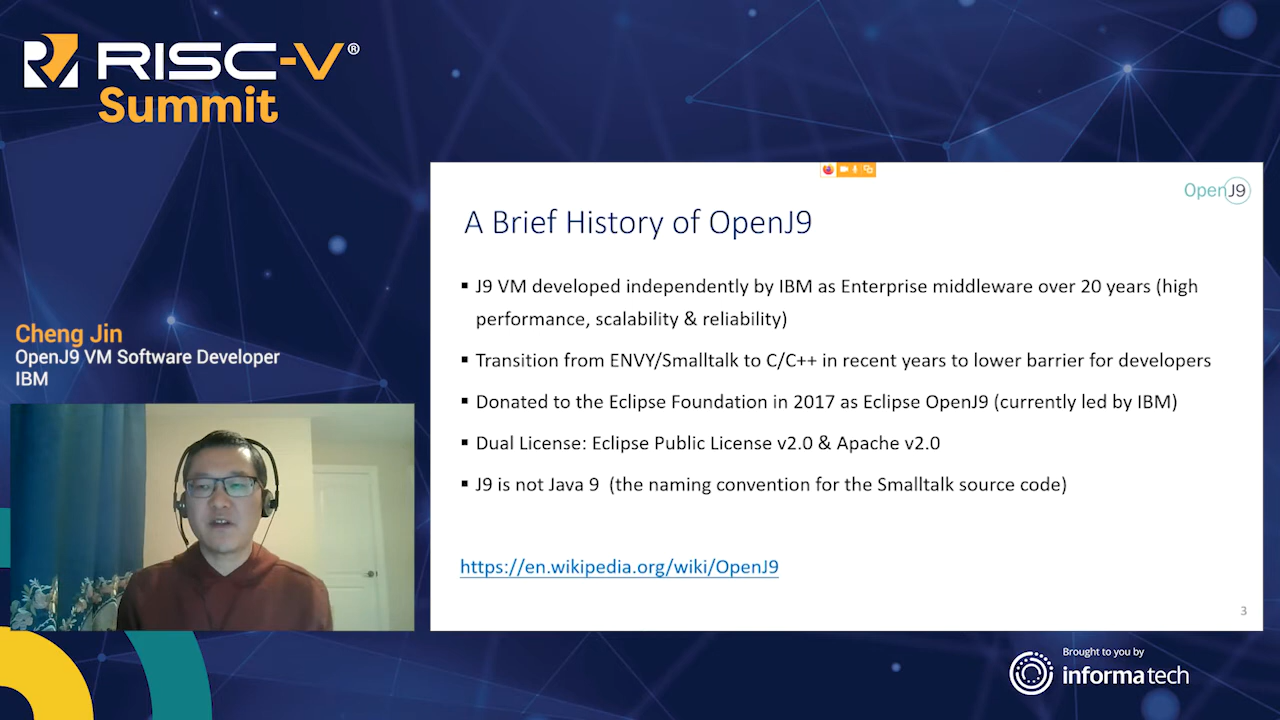 RISC-V®
Summit
OpenJ9
A Brief History of OpenJ9
▪ J9 VM developed independently by IBM as Enterprise middleware over 20 years (high
performance, scalability & reliability)
▪ Transition from ENVY/Smalltalk to C/C++ in recent years to lower barrier for developers
▪ Donated to the Eclipse Foundation in 2017 as Eclipse OpenJ9 (currently led by IBM)
▪ Dual License: Eclipse Public License v2.0 & Apache v2.0
▪ J9 is not Java 9  (the naming convention for the Smalltalk source code)
https://en.wikipedia.org/wiki/OpenJ9
3
Cheng Jin
OpenJ9 VM Software Developer
IBM
Brought to you by
informa tech